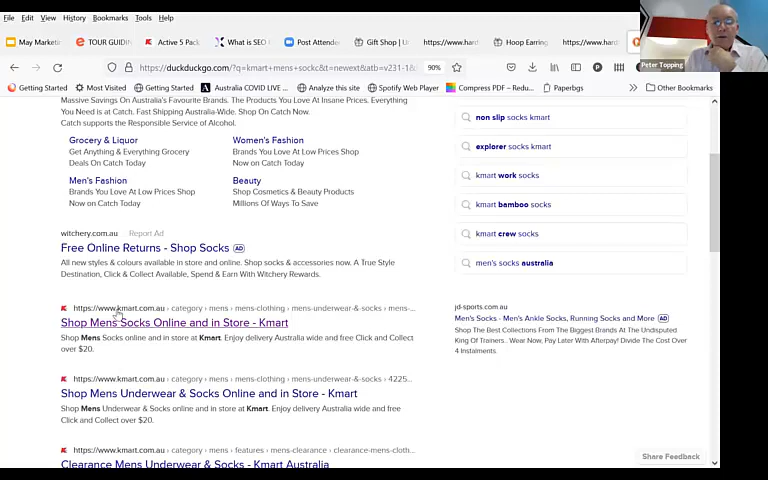 File Edit View History Bookmarks Tools Help
May Marketi
TOUR GUIDIN
Active 5 Pack
What is SEO
Post Attende
Gift Shop | U
https://www.hard
Hoop Earring
https://www.hard
Peter Topping
https://duckduckgo.com/?q=kmart+mens+sockc&t=newext&atb=v231-1&
90%
Getting Started
Most Visited
Getting Started
Australia COVID LIVE ...
Analyze this site
Spotify Web Player
Compress PDF – Redu...
Paperbgs
Other Bookmarks
Massive Savings On Australia's Favourite Brands. The Products You Love At Insane Prices. Everything
You Need is at Catch. Fast Shipping Australia-Wide. Shop On Catch Now.
Catch supports the Responsible Service of Alcohol.
Grocery & Liquor
Get Anything & Everything Grocery
Deals On Catch Today
Women's Fashion
Brands You Love At Low Prices Shop
Now on Catch Today
Men's Fashion
Brands You Love At Low Prices Shop
Now on Catch Today
Beauty
Shop Cosmetics & Beauty Products
Millions Of Ways To Save
witchery.com.au Report Ad
Free Online Returns - Shop Socks AD
All new styles & colours available in store and online. Shop socks & accessories now. A True Style
Destination, Click & Collect Available, Spend & Earn With Witchery Rewards.
https://www.kmart.com.au › category › mens › mens-clothing › mens-underwear-&-socks › mens-...
Shop Mens Socks Online and in Store - Kmart
Shop Mens Socks online and in store at Kmart. Enjoy delivery Australia wide and free Click and Collect
over $20.
https://www.kmart.com.au › category › mens › mens-clothing › mens-underwear-&-socks › 4225...
Shop Mens Underwear & Socks Online and in Store - Kmart
Shop Mens Underwear & Socks online and in store at Kmart. Enjoy delivery Australia wide and free
Click and Collect over $20.
https://www.kmart.com.au › category › mens › features › mens-clearance › clearance-mens-cloth...
Clearance Mens Underwear & Socks - Kmart Australia
non slip socks kmart
explorer socks kmart
kmart work socks
kmart bamboo socks
kmart crew socks
men's socks australia
jd-sports.com.au
Men's Socks - Men's Ankle Socks, Running Socks and More AD
Shop The Best Collections From The Biggest Brands At The Undisputed
King Of Trainers . Wear Now, Pay Later With Afterpay! Divide The Cost Over
4 Instalments.
Share Feedback